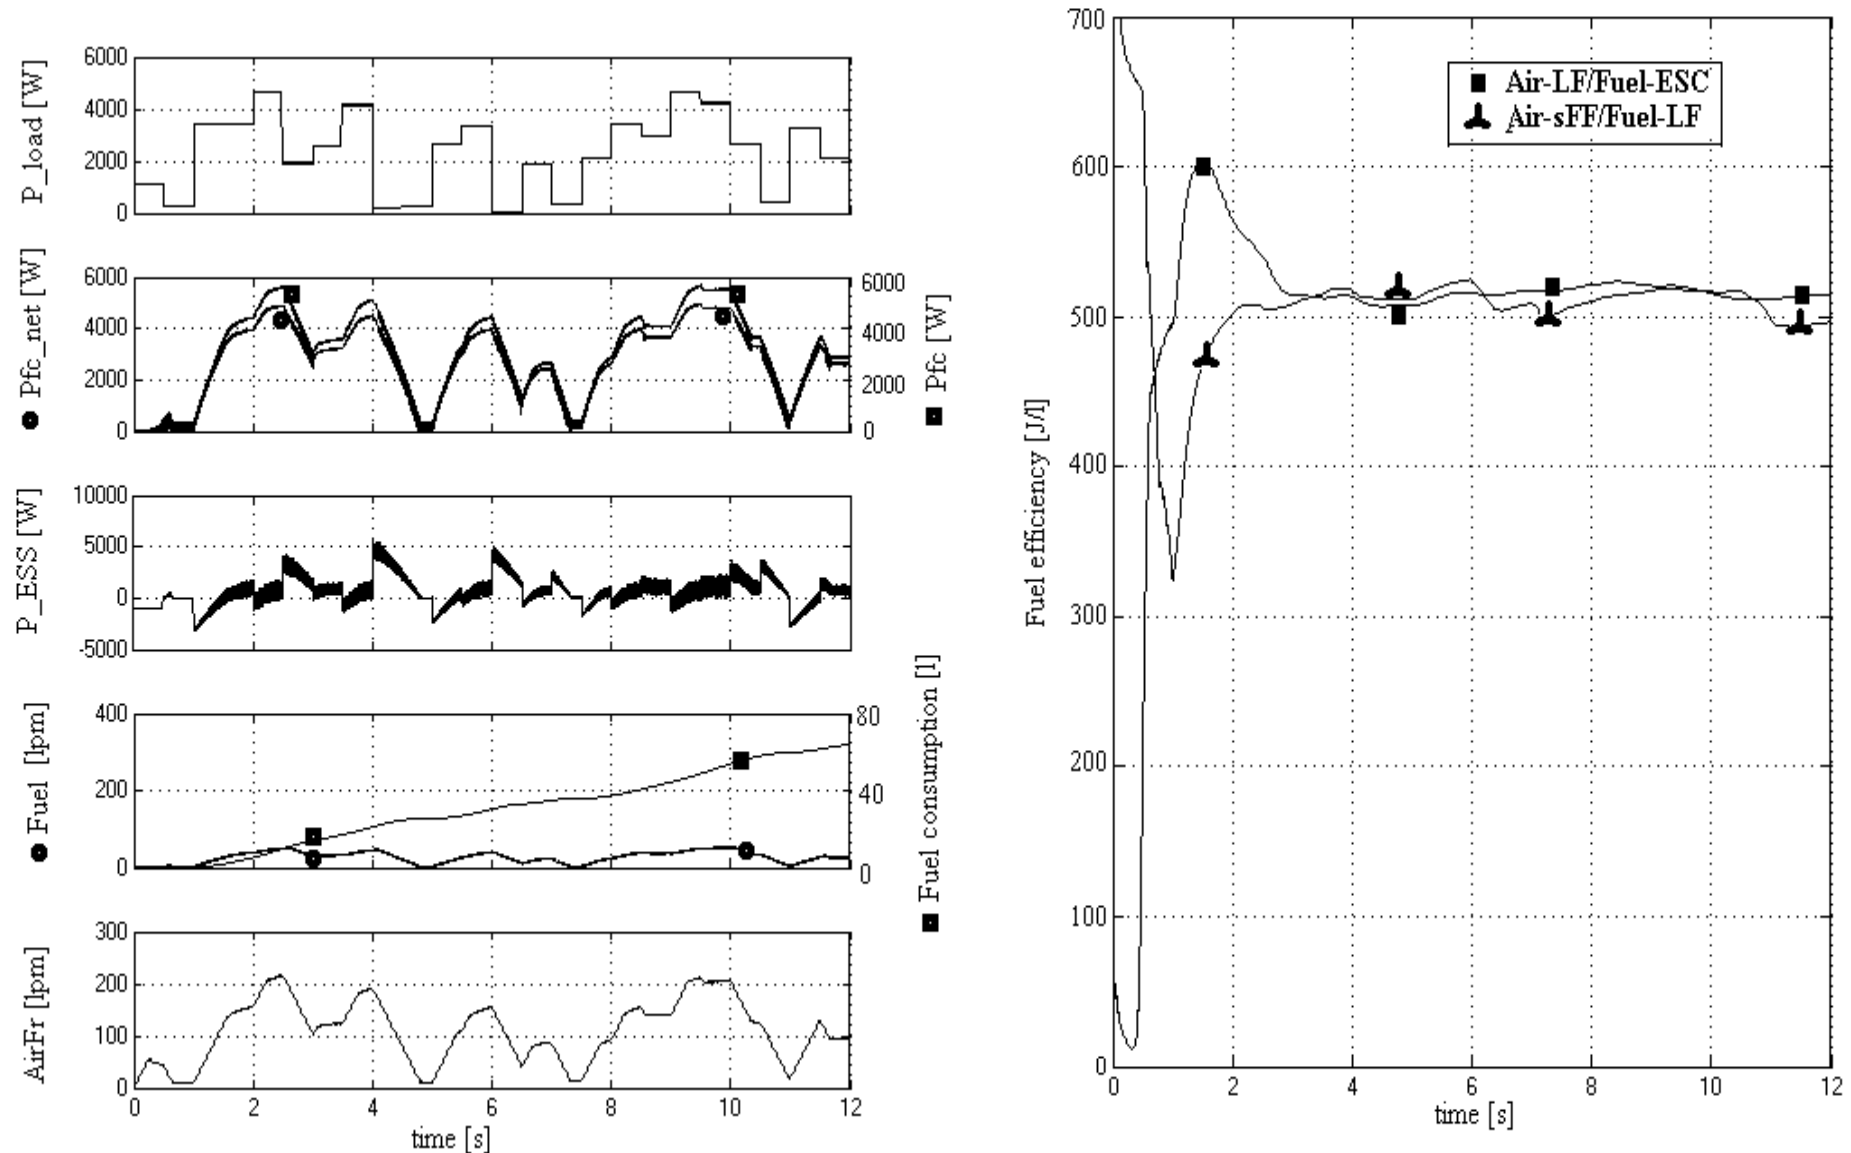 P_load [W]
6000
4000
2000
0
Pfc_net [W]
6000
4000
2000
0
6000
4000
2000
0
Pfc [W]
P_ESS [W]
10000
5000
0
-5000
Fuel [lpm]
400
200
0
80
40
0
Fuel consumption [l]
AirFr [lpm]
300
200
100
0
0 2 4 6 8 10 12
time [s]
Fuel efficiency [J/l]
700
600
500
400
300
200
100
0
Air-LF/Fuel-ESC
Air-sFF/Fuel-LF
0 2 4 6 8 10 12
time [s]